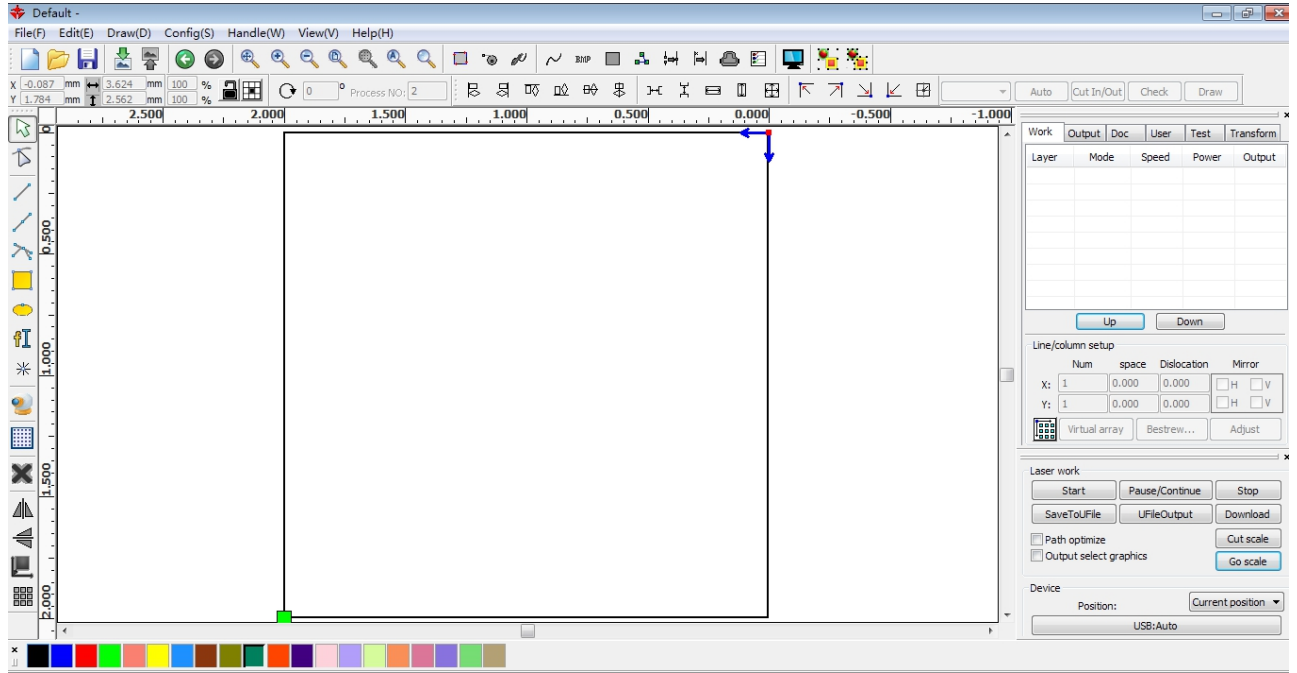 Default -
File(F) Edit(E) Draw(D) Config(S) Handle(W) View(V) Help(H)
BMP
X -0.087 mm 3.624 mm 100 %
Y 1.784 mm 2.562 mm 100 %
0 ° Process NO: 2
Auto Cut In/Out Check Draw
2.500 2.000 1.500 1.000 0.500 0.000 -0.500 -1.000
0
0.500
1.000
1.500
2.000
Work Output Doc User Test Transform
Layer Mode Speed Power Output
Up Down
Line/column setup
Num space Dislocation Mirror
X: 1 0.000 0.000 H V
Y: 1 0.000 0.000 H V
Virtual array Bestrew... Adjust
Laser work
Start Pause/Continue Stop
SaveToUFile UFileOutput Download
Path optimize Cut scale
Output select graphics Go scale
Device
Position: Current position
USB:Auto